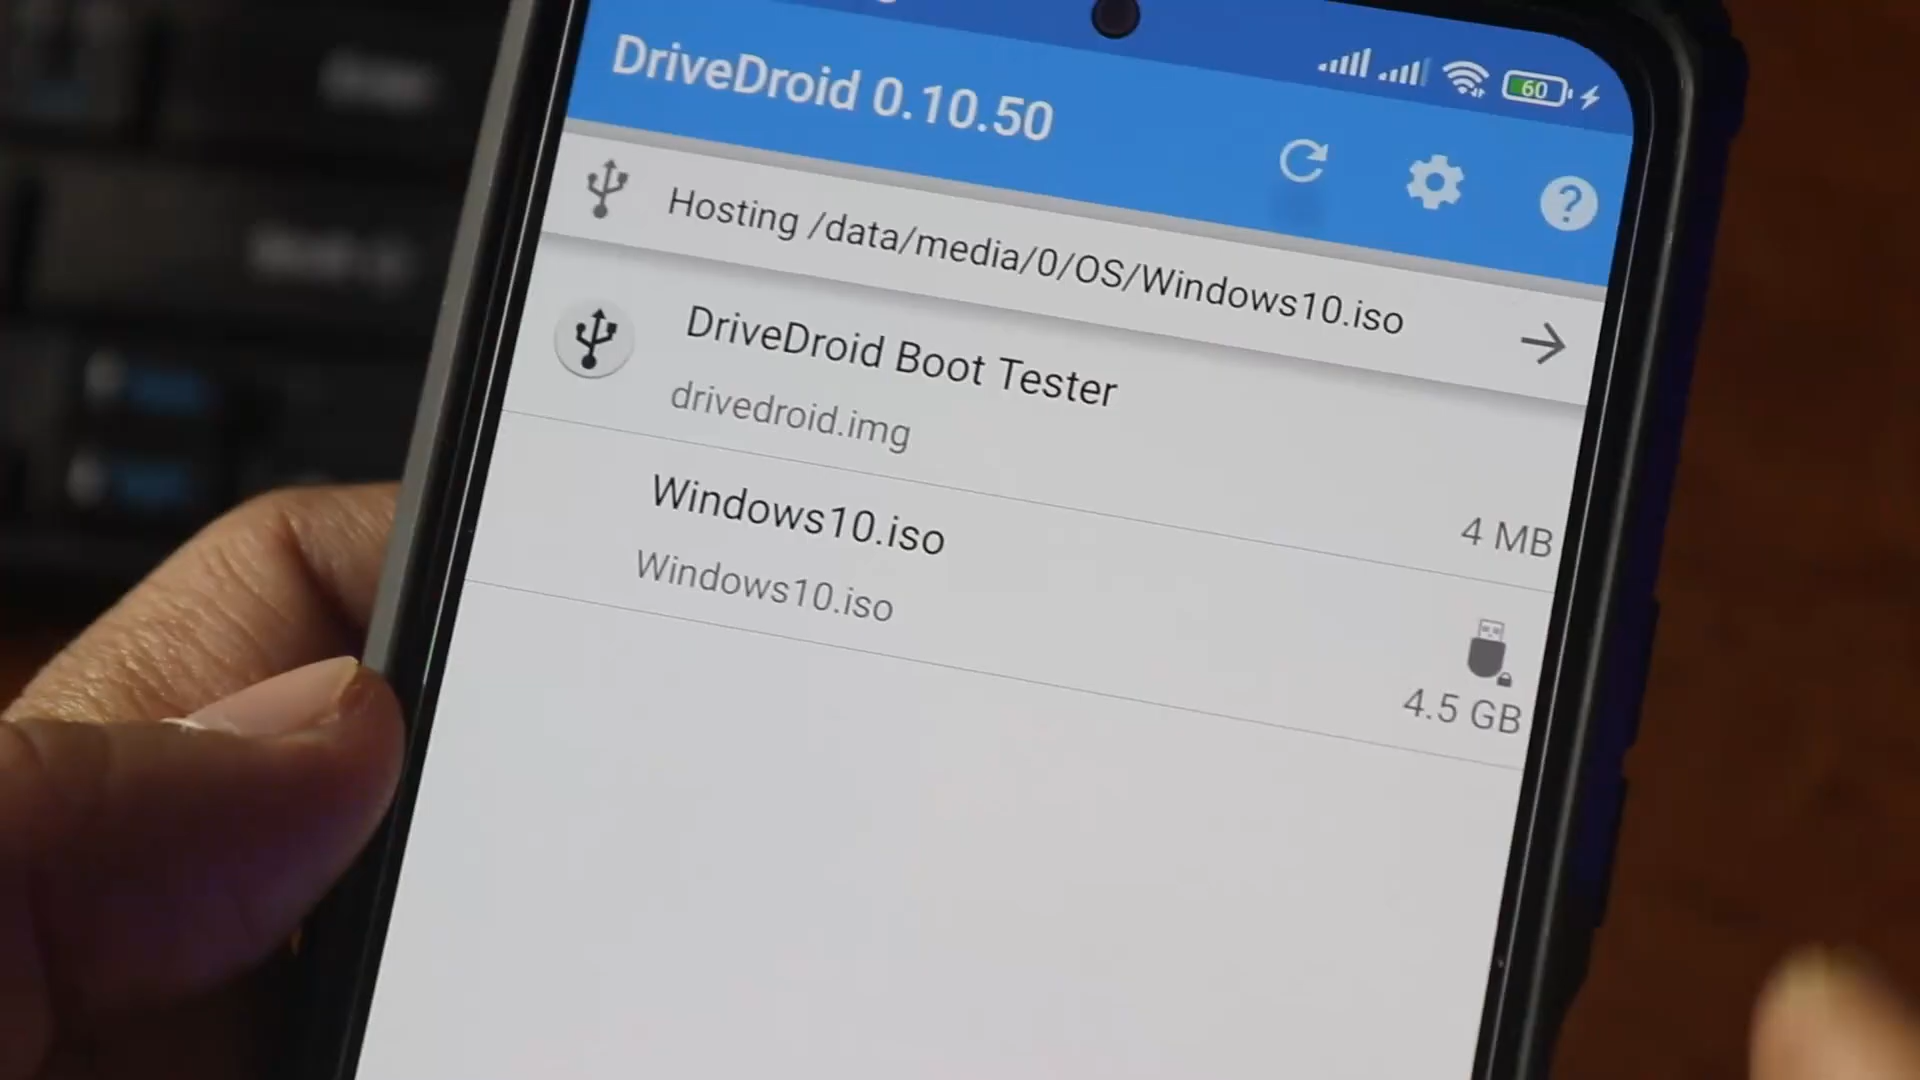 DriveDroid 0.10.50
60
Hosting /data/media/0/OS/Windows10.iso
DriveDroid Boot Tester
drivedroid.img
4 MB
Windows10.iso
Windows10.iso
4.5 GB